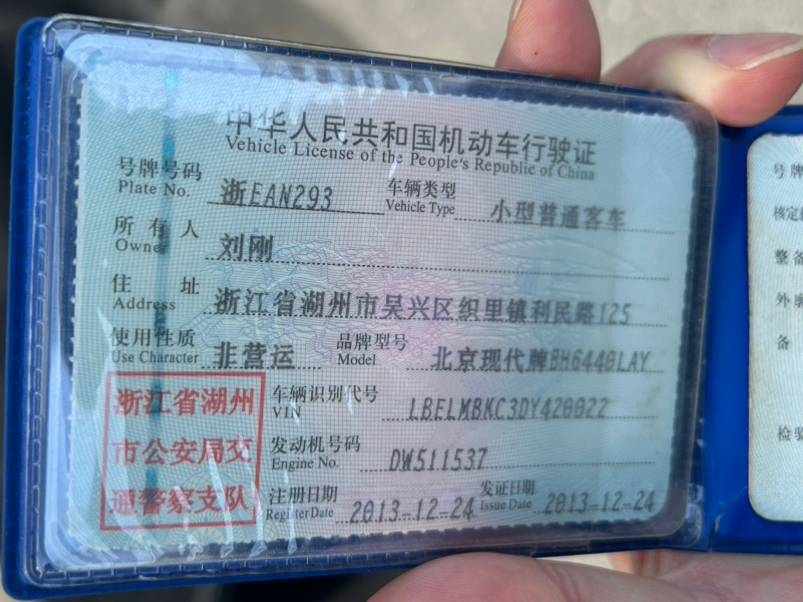 中华人民共和国机动车行驶证
Vehicle License of the People's Republic of China
号牌号码 浙EAN293 车辆类型 小型普通客车
Plate No. Vehicle Type
所有人 刘刚
Owner
住址 浙江省湖州市吴兴区织里镇利民路125
Address
使用性质 非营运 品牌型号 北京现代牌BH6440LAY
Use Character Model
浙江省湖州
市公安局交
通警察支队
车辆识别代号 LBELMBKC3DY420022
VIN
发动机号码 DW511537
Engine No.
注册日期 2013-12-24 发证日期 2013-12-24
Register Date Issue Date
号牌
核定
整备
外廓
备
检验